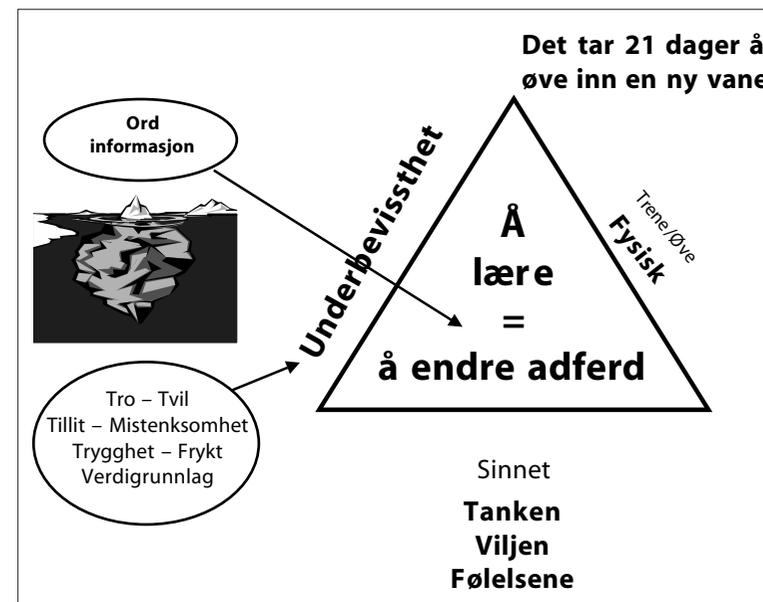 Det tar 21 dager å
øve inn en ny vane
Ord
informasjon
Underbevissthet
Trene/Øve
Fysisk
Å
lære
=
å endre adferd
Tro – Tvil
Tillit – Mistenksomhet
Trygghet – Frykt
Verdigrunnlag
Sinnet
Tanken
Viljen
Følelsene